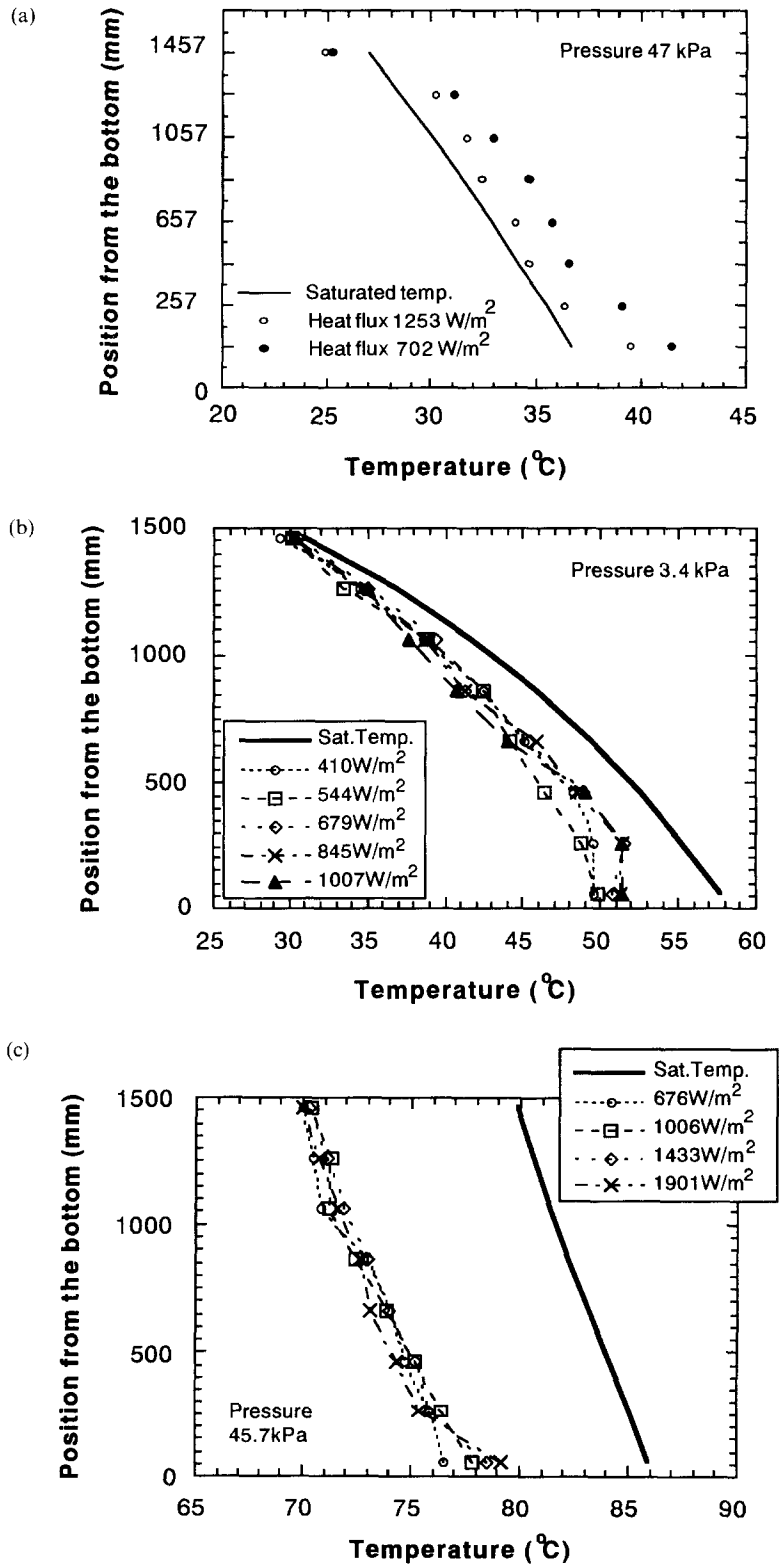 (a)
Position from the bottom (mm)
1457
1057
657
257
0
Pressure 47 kPa
Saturated temp.
Heat flux 1253 W/m²
Heat flux 702 W/m²
20 25 30 35 40 45
Temperature (°C)
(b)
Position from the bottom (mm)
1500
1000
500
0
Pressure 3.4 kPa
Sat.Temp.
410W/m²
544W/m²
679W/m²
845W/m²
1007W/m²
25 30 35 40 45 50 55 60
Temperature (°C)
(c)
Position from the bottom (mm)
1500
1000
500
0
Sat.Temp.
676W/m²
1006W/m²
1433W/m²
1901W/m²
Pressure
45.7kPa
65 70 75 80 85 90
Temperature (°C)